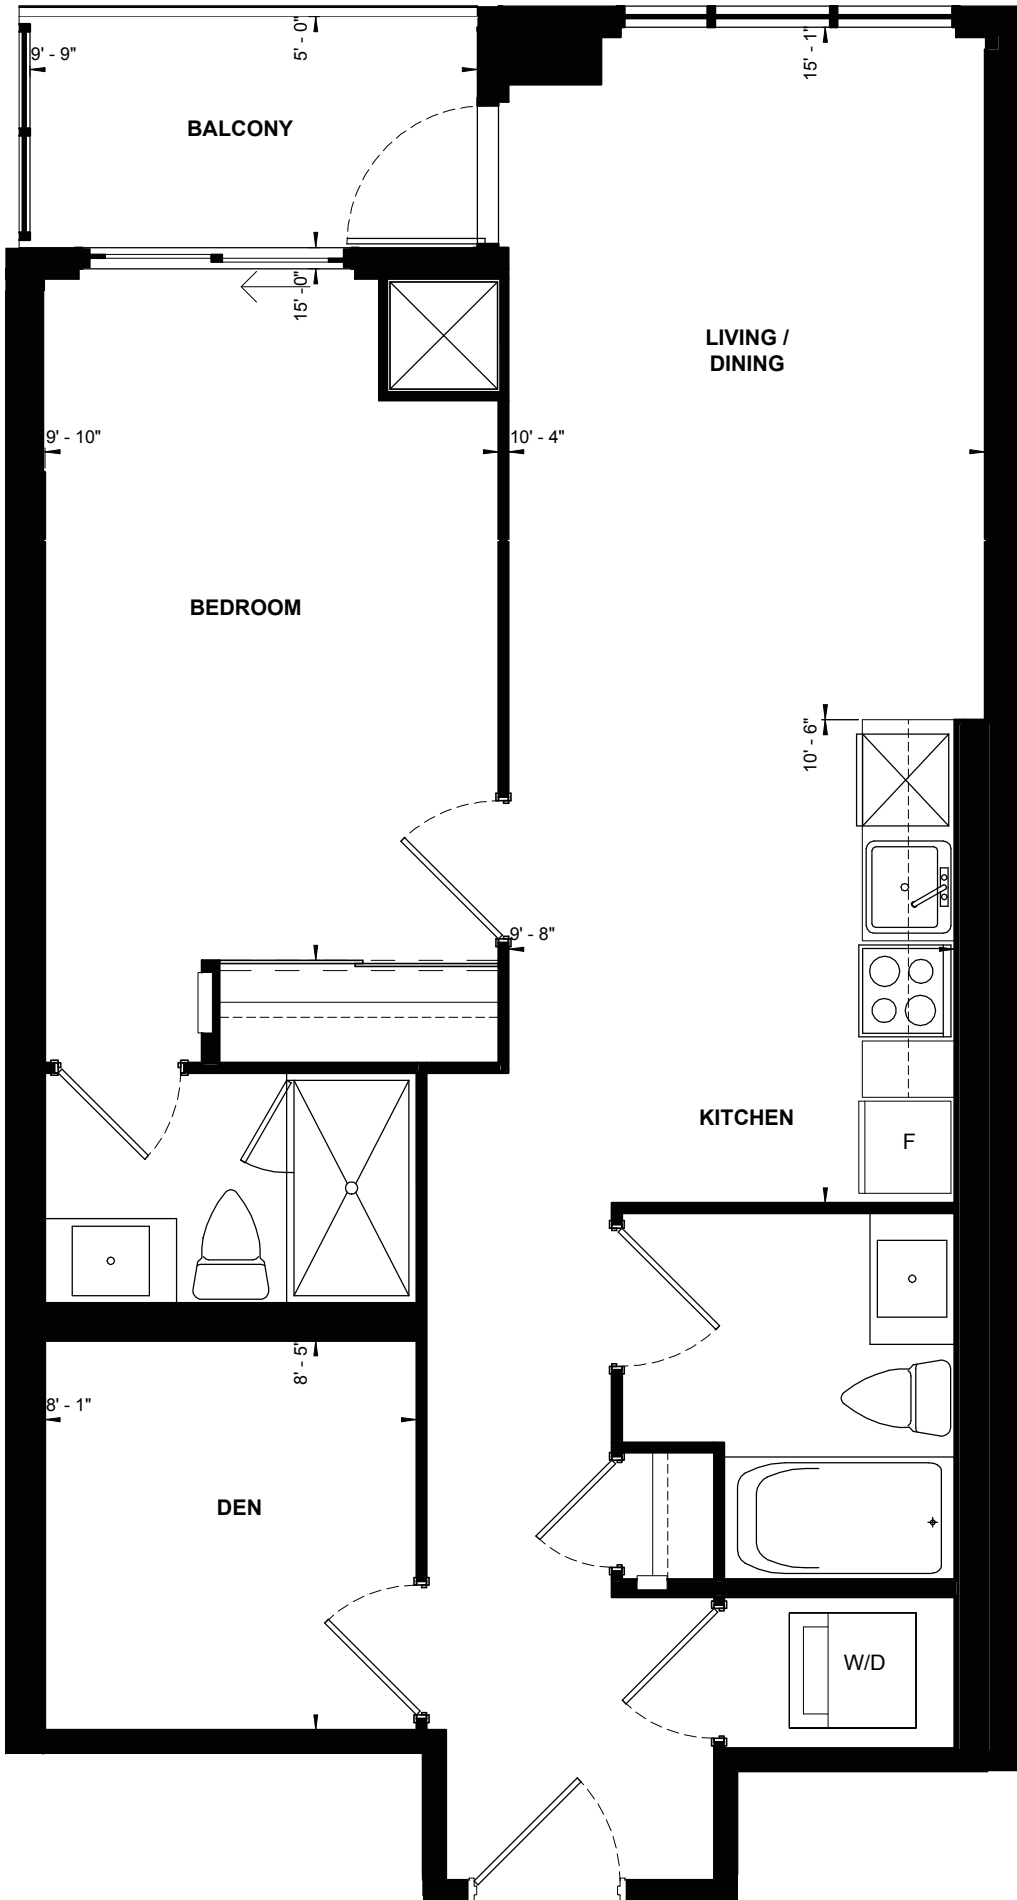 9' - 9"
5' - 0"
15' - 1"
BALCONY
15' - 0"
LIVING /
DINING
9' - 10"
10' - 4"
BEDROOM
10' - 6"
9' - 8"
KITCHEN
F
8' - 5"
8' - 1"
DEN
W/D